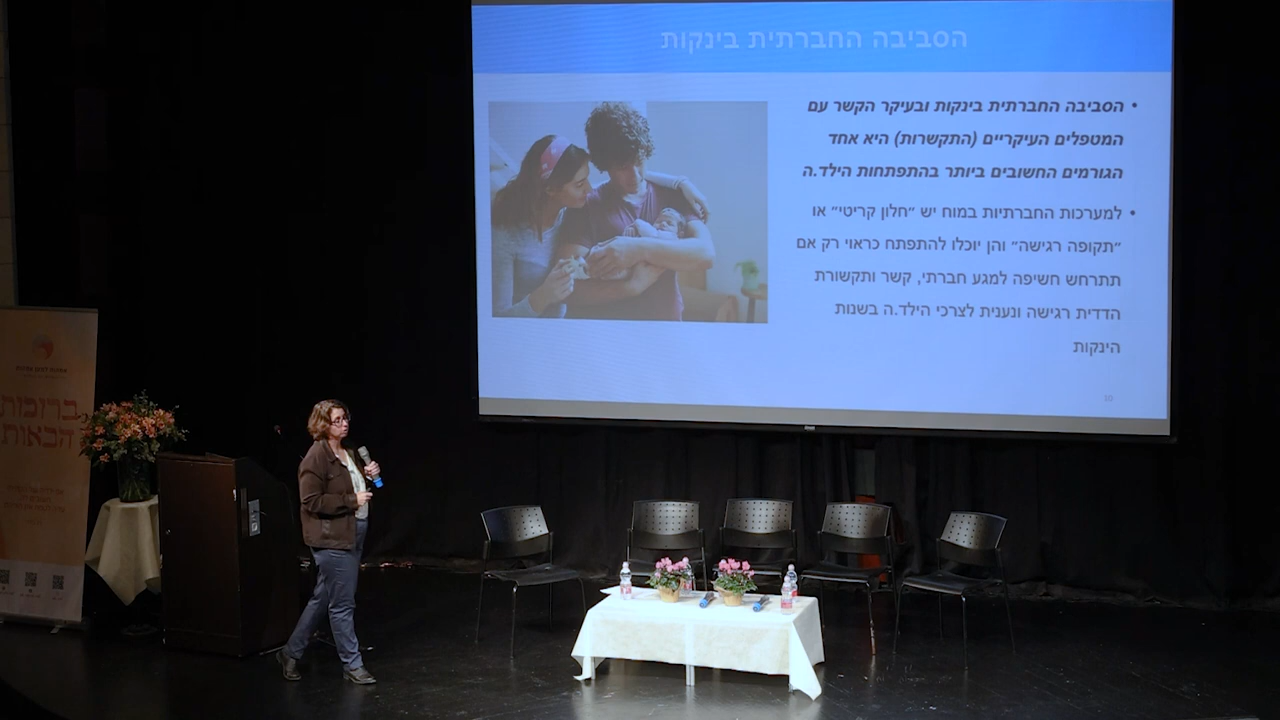 הסביבה החברתית בינקות
• הסביבה החברתית בינקות ובעיקר הקשר עם
המטפלים העיקריים (התקשרות) היא אחד
הגורמים החשובים ביותר בהתפתחות הילד.ה
• למערכות החברתיות במוח יש "חלון קריטי" או
"תקופה רגישה" והן יוכלו להתפתח כראוי רק אם
תתרחש חשיפה למגע חברתי, קשר ותקשורת
הדדית רגישה ונענית לצרכי הילד.ה בשנות
הינקות
10
ברוכות
הבאות